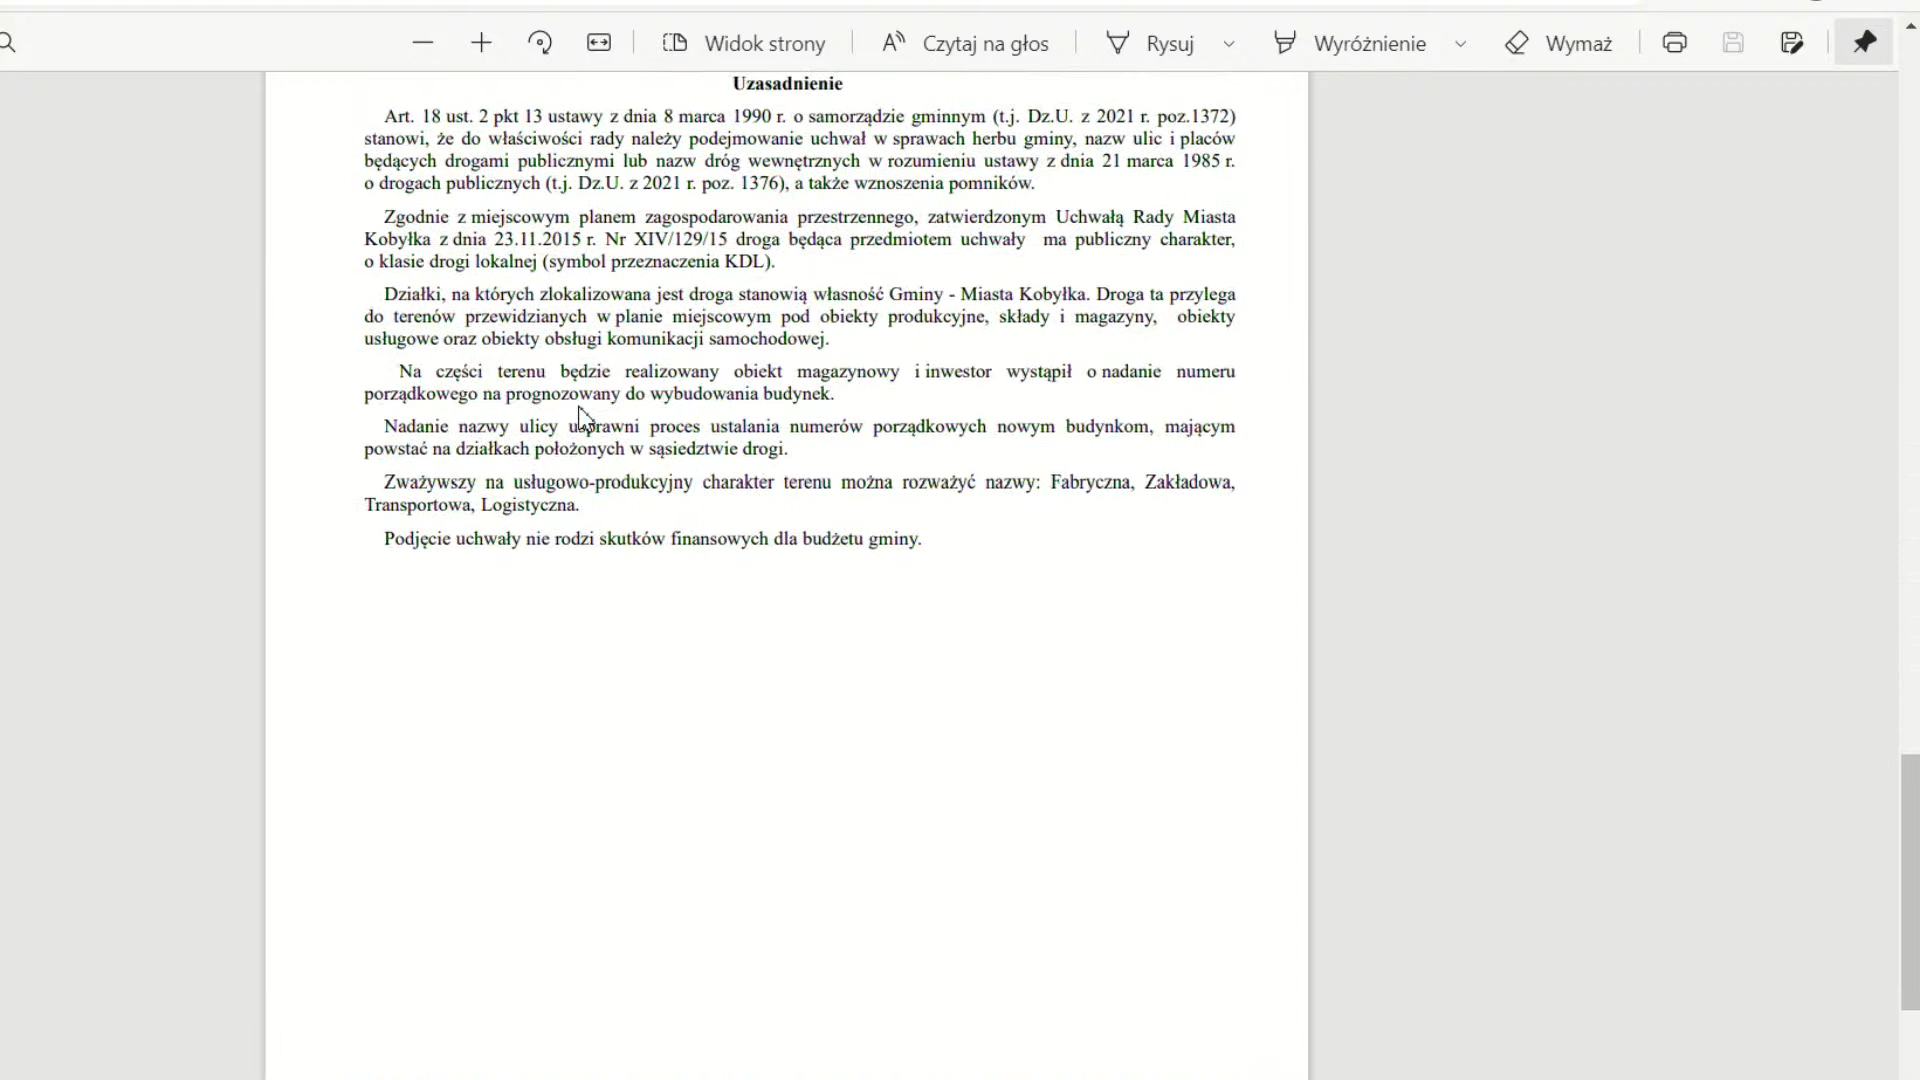 Widok strony
Czytaj na głos
Rysuj
Wyróżnienie
Wymaż
Uzasadnienie
Art. 18 ust. 2 pkt 13 ustawy z dnia 8 marca 1990 r. o samorządzie gminnym (t.j. Dz.U. z 2021 r. poz.1372)
stanowi, że do właściwości rady należy podejmowanie uchwał w sprawach herbu gminy, nazw ulic i placów
będących drogami publicznymi lub nazw dróg wewnętrznych w rozumieniu ustawy z dnia 21 marca 1985 r.
o drogach publicznych (t.j. Dz.U. z 2021 r. poz. 1376), a także wznoszenia pomników.
Zgodnie z miejscowym planem zagospodarowania przestrzennego, zatwierdzonym Uchwałą Rady Miasta
Kobyłka z dnia 23.11.2015 r. Nr XIV/129/15 droga będąca przedmiotem uchwały ma publiczny charakter,
o klasie drogi lokalnej (symbol przeznaczenia KDL).
Działki, na których zlokalizowana jest droga stanowią własność Gminy - Miasta Kobyłka. Droga ta przylega
do terenów przewidzianych w planie miejscowym pod obiekty produkcyjne, składy i magazyny, obiekty
usługowe oraz obiekty obsługi komunikacji samochodowej.
Na części terenu będzie realizowany obiekt magazynowy i inwestor wystąpił o nadanie numeru
porządkowego na prognozowany do wybudowania budynek.
Nadanie nazwy ulicy usprawni proces ustalania numerów porządkowych nowym budynkom, mającym
powstać na działkach położonych w sąsiedztwie drogi.
Zważywszy na usługowo-produkcyjny charakter terenu można rozważyć nazwy: Fabryczna, Zakładowa,
Transportowa, Logistyczna.
Podjęcie uchwały nie rodzi skutków finansowych dla budżetu gminy.